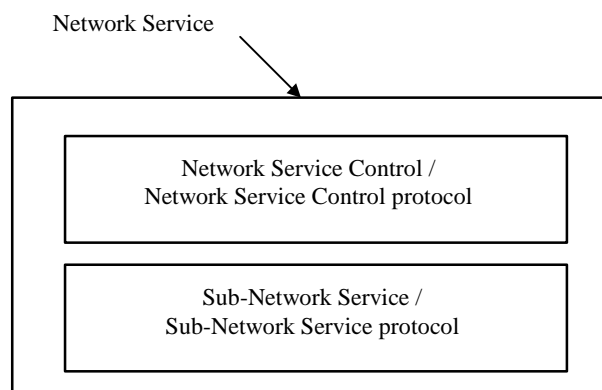 Network Service
Network Service Control /
Network Service Control protocol
Sub-Network Service /
Sub-Network Service protocol